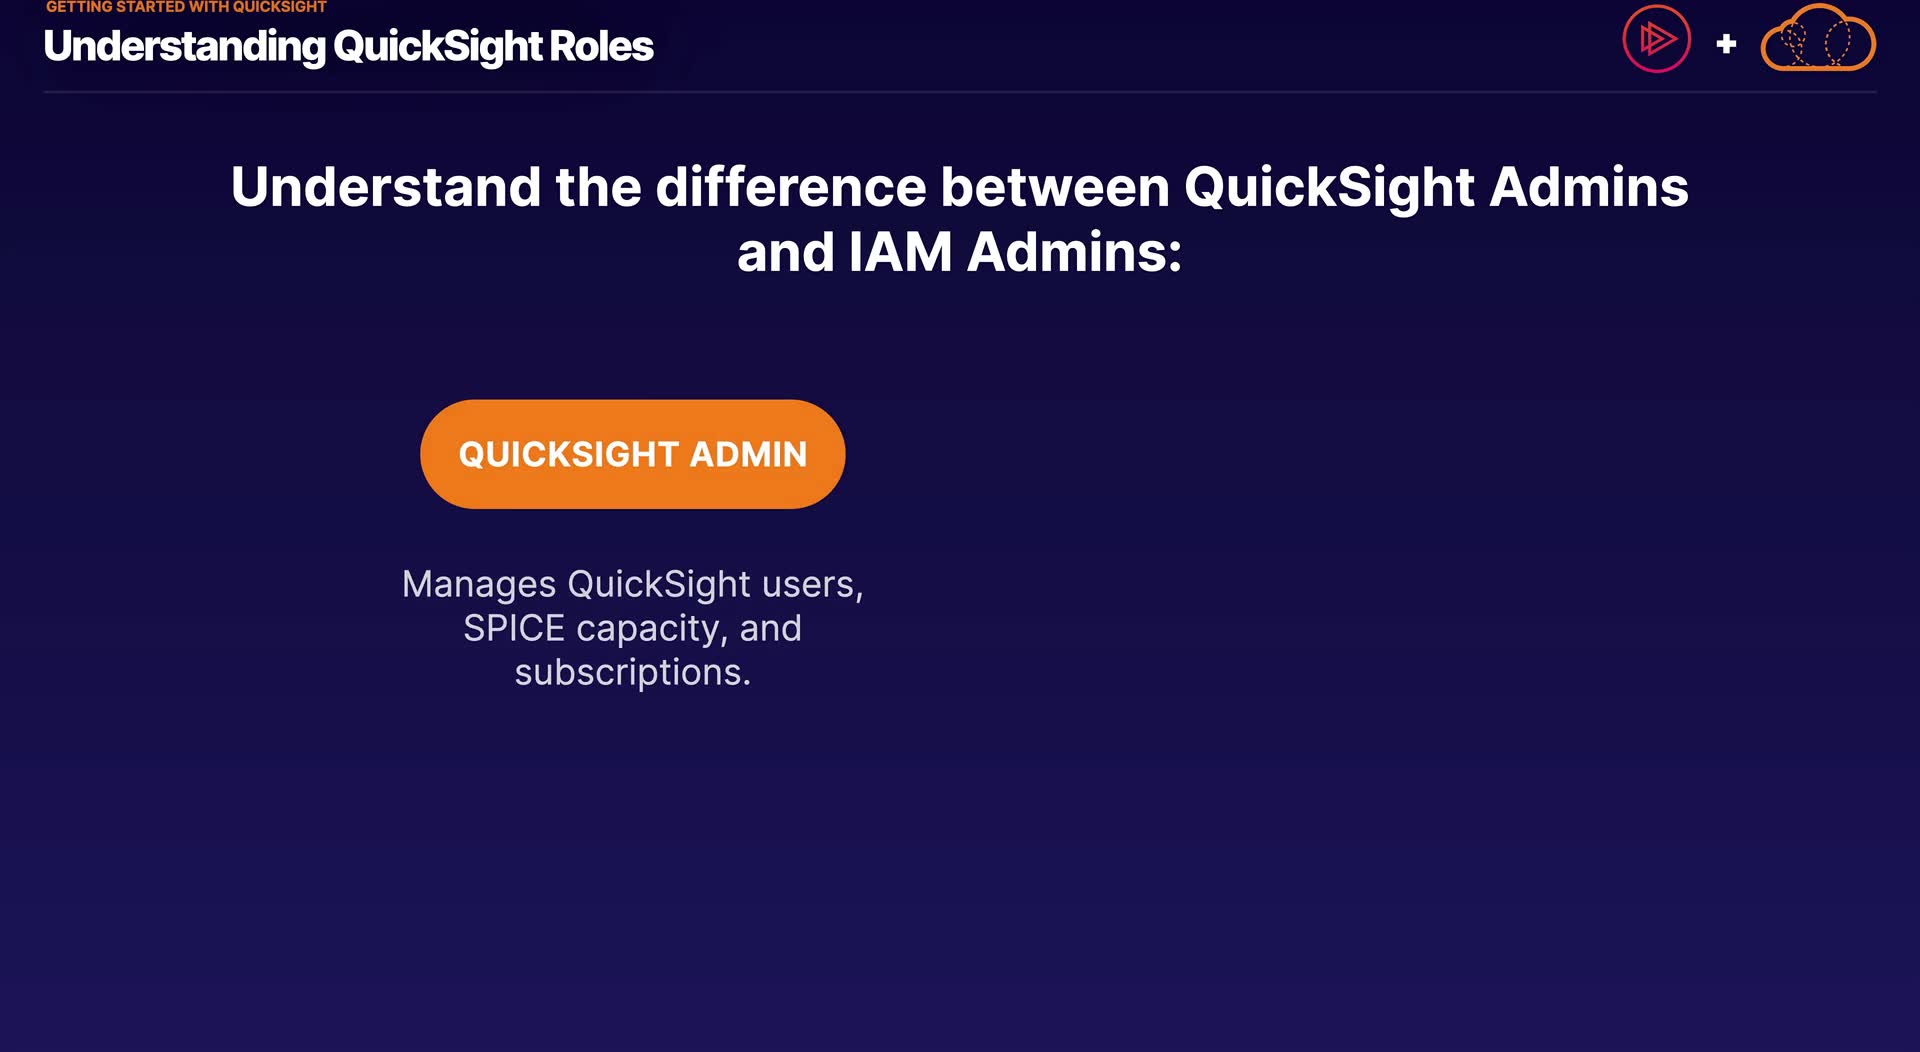 GETTING STARTED WITH QUICKSIGHT
Understanding QuickSight Roles
+
Understand the difference between QuickSight Admins
and IAM Admins:
QUICKSIGHT ADMIN
Manages QuickSight users,
SPICE capacity, and
subscriptions.